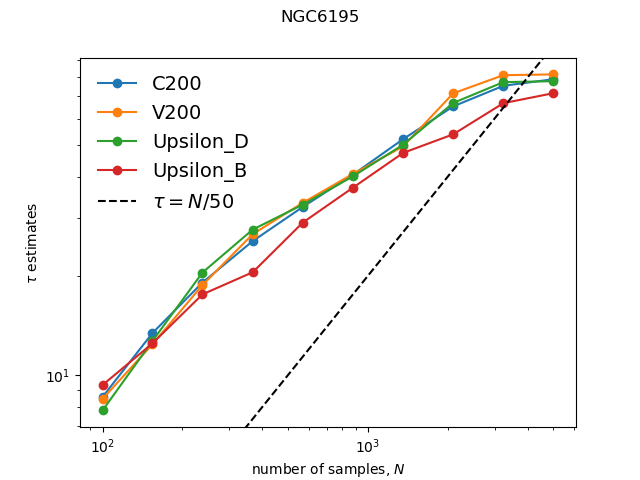 NGC6195
C200
V200
Upsilon_D
Upsilon_B
τ = N/50
τ estimates
10¹
10² 10³
number of samples, N